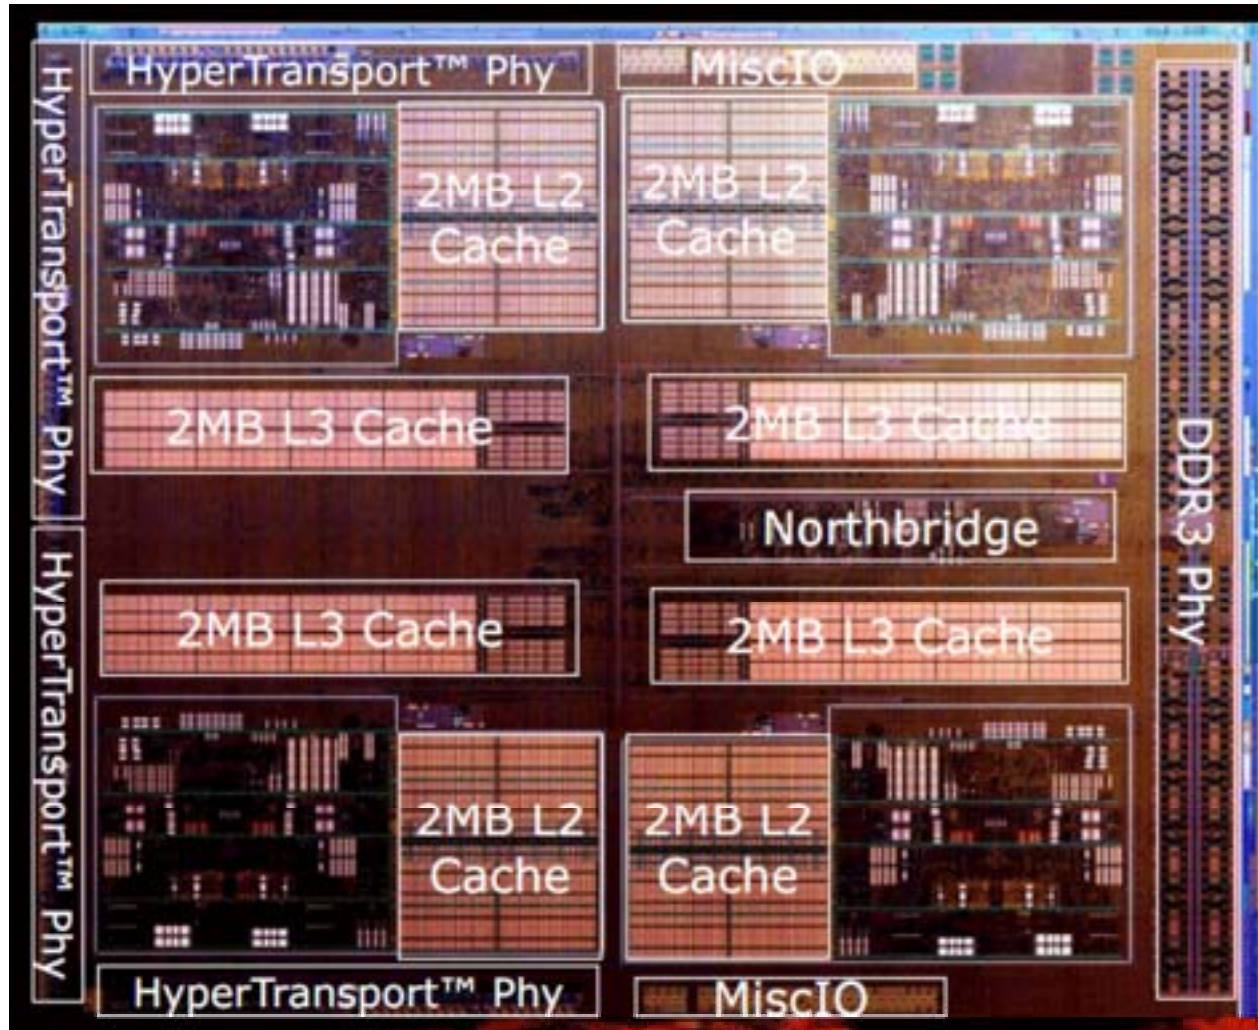 HyperTransport™ Phy
MiscIO
HyperTransport™ Phy
2MB L2
Cache
2MB L2
Cache
2MB L3 Cache
2MB L3 Cache
DDR3 Phy
Northbridge
HyperTransport™ Phy
2MB L3 Cache
2MB L3 Cache
2MB L2
Cache
2MB L2
Cache
HyperTransport™ Phy
MiscIO